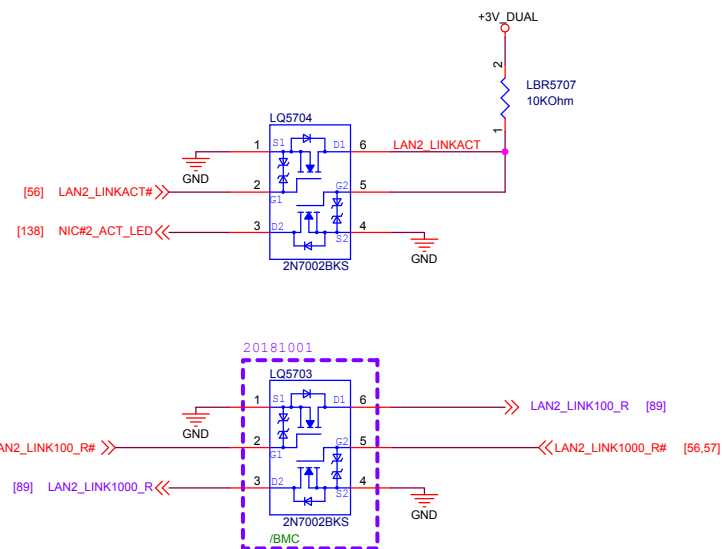 +3V_DUAL
2
LBR5707
10KOhm
1
LQ5704
1 S1 D1 6 LAN2_LINKACT
GND
[56] LAN2_LINKACT# 2 G1 G2 5
[138] NIC#2_ACT_LED 3 D2 S2 4
GND
2N7002BKS
20181001
LQ5703
1 S1 D1 6 LAN2_LINK100_R [89]
GND
AN2_LINK100_R# 2 G1 G2 5 LAN2_LINK1000_R# [56,57]
[89] LAN2_LINK1000_R 3 D2 S2 4
GND
2N7002BKS
/BMC